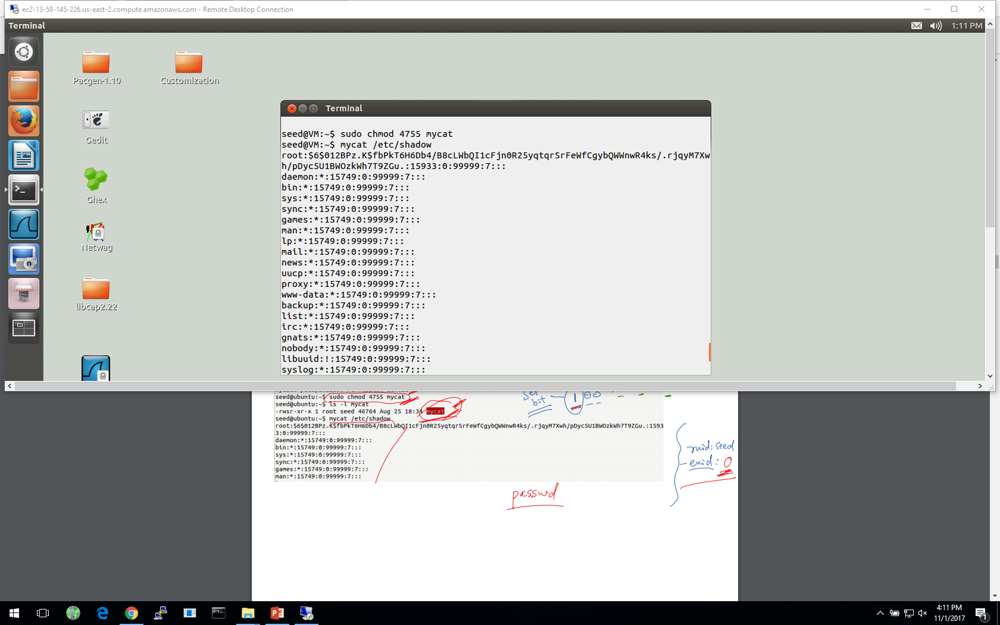 ec2-13-58-145-226.us-east-2.compute.amazonaws.com - Remote Desktop Connection
Terminal
1:11 PM
Pacgen-1.10
Customization
Gedit
Ghex
Netwag
libcap2.22
Terminal
seed@VM:~$ sudo chmod 4755 mycat
seed@VM:~$ mycat /etc/shadow
root:$6$012BPz.K$fbPkT6H6Db4/B8cLWbQI1cFjn0R25yqtqrSrFeWfCgybQWWnwR4ks/.rjqyM7Xw
h/pDyc5U1BWOzkWh7T9ZGu.:15933:0:99999:7:::
daemon:*:15749:0:99999:7:::
bin:*:15749:0:99999:7:::
sys:*:15749:0:99999:7:::
sync:*:15749:0:99999:7:::
games:*:15749:0:99999:7:::
man:*:15749:0:99999:7:::
lp:*:15749:0:99999:7:::
mail:*:15749:0:99999:7:::
news:*:15749:0:99999:7:::
uucp:*:15749:0:99999:7:::
proxy:*:15749:0:99999:7:::
www-data:*:15749:0:99999:7:::
backup:*:15749:0:99999:7:::
list:*:15749:0:99999:7:::
irc:*:15749:0:99999:7:::
gnats:*:15749:0:99999:7:::
nobody:*:15749:0:99999:7:::
libuuid:!:15749:0:99999:7:::
syslog:*:15749:0:99999:7:::
seed@ubuntu:~$ sudo chmod 4755 mycat
seed@ubuntu:~$ ls -l mycat
-rwsr-xr-x 1 root seed 46764 Aug 25 18:34 mycat
seed@ubuntu:~$ mycat /etc/shadow
root:$6$012BPz.K$fbPkT6H6Db4/B8cLWbQI1cFjn0R25yqtqrSrFeWfCgybQWWnwR4ks/.rjqyM7Xwh/pDyc5U1BWOzkWh7T9ZGu.:1593
3:0:99999:7:::
daemon:*:15749:0:99999:7:::
bin:*:15749:0:99999:7:::
sys:*:15749:0:99999:7:::
sync:*:15749:0:99999:7:::
games:*:15749:0:99999:7:::
man:*:15749:0:99999:7:::
bit
1 00
ruid: seed
euid: 0
passwd
4:11 PM
11/1/2017
1